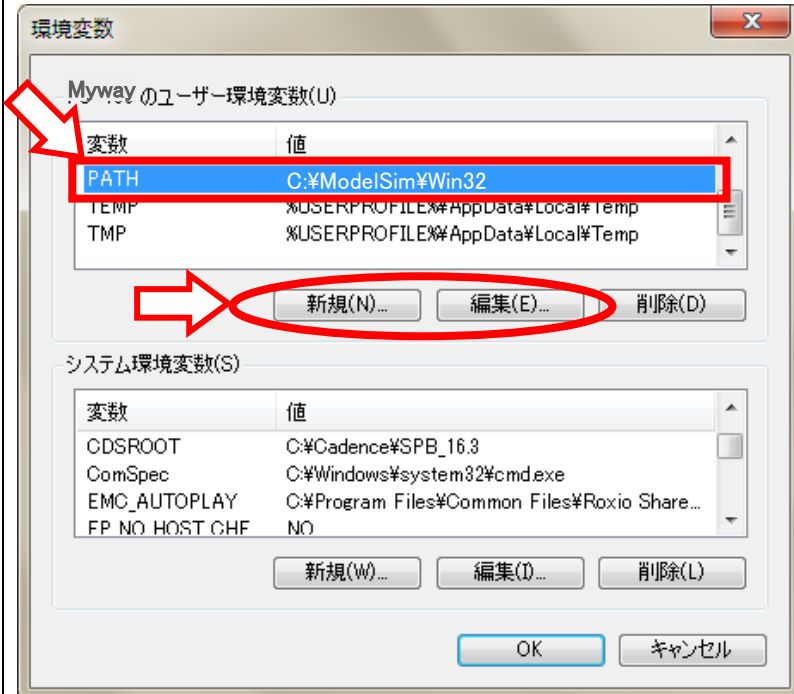 環境変数
Myway のユーザー環境変数(U)
変数 値
PATH C:¥ModelSim¥Win32
TEMP %USERPROFILE%¥AppData¥Local¥Temp
TMP %USERPROFILE%¥AppData¥Local¥Temp
新規(N)... 編集(E)... 削除(D)
システム環境変数(S)
変数 値
CDSROOT C:¥Cadence¥SPB_16.3
ComSpec C:¥Windows¥system32¥cmd.exe
EMC_AUTOPLAY C:¥Program Files¥Common Files¥Roxio Share...
FP_NO_HOST_CHF NO
新規(W)... 編集(I)... 削除(L)
OK キャンセル